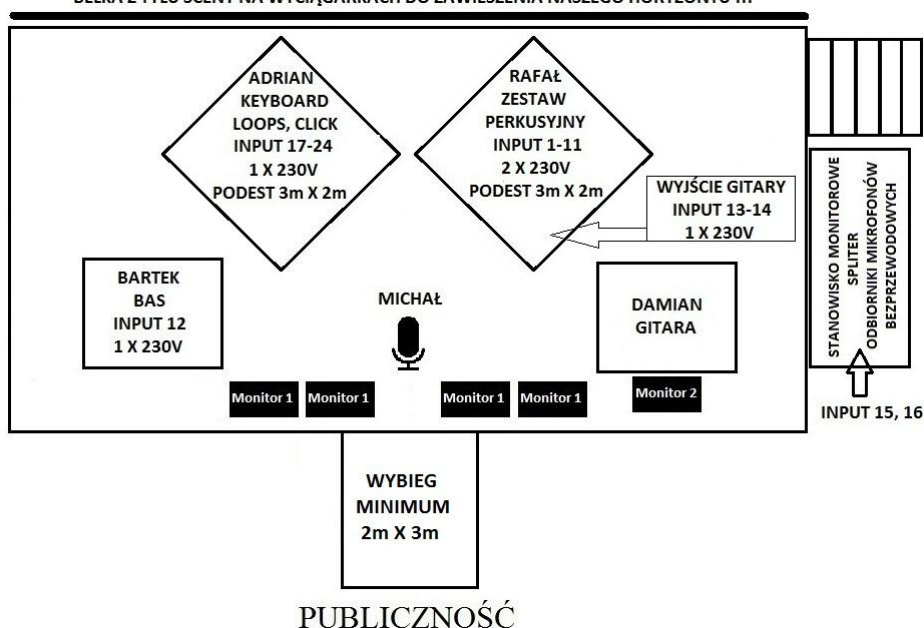 BELKA Z TYŁU SCENY NA WYCIĄGARKACH DO ZAWIESZENIA NASZEGO HORYZONTU !!!
ADRIAN
KEYBOARD
LOOPS, CLICK
INPUT 17-24
1 X 230V
PODEST 3m X 2m
RAFAŁ
ZESTAW
PERKUSYJNY
INPUT 1-11
2 X 230V
PODEST 3m X 2m
WYJŚCIE GITARY
INPUT 13-14
1 X 230V
STANOWISKO MONITOROWE
SPLITER
ODBIORNIKI MIKROFONÓW
BEZPRZEWODOWYCH
INPUT 15, 16
BARTEK
BAS
INPUT 12
1 X 230V
MICHAŁ
DAMIAN
GITARA
Monitor 1
Monitor 1
Monitor 1
Monitor 1
Monitor 2
WYBIEG
MINIMUM
2m X 3m
PUBLICZNOŚĆ